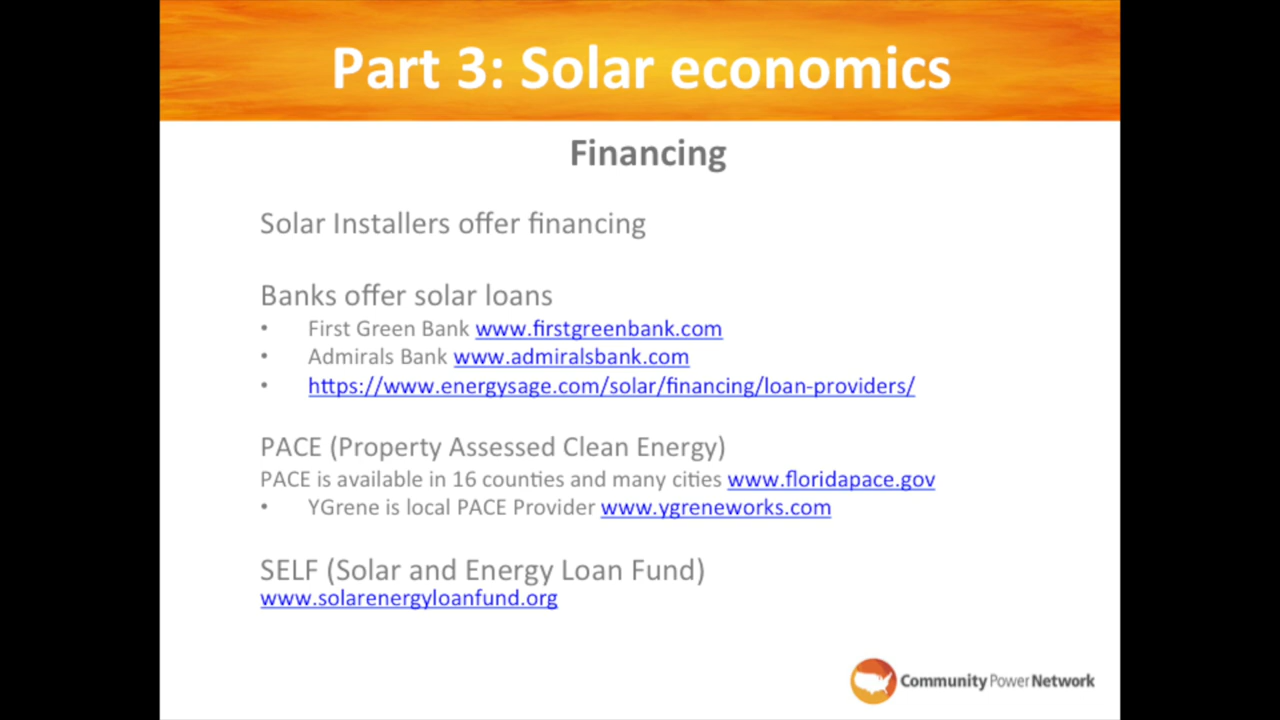 Part 3: Solar economics
Financing
Solar Installers offer financing
Banks offer solar loans
• First Green Bank www.firstgreenbank.com
• Admirals Bank www.admiralsbank.com
• https://www.energysage.com/solar/financing/loan-providers/
PACE (Property Assessed Clean Energy)
PACE is available in 16 counties and many cities www.floridapace.gov
• YGrene is local PACE Provider www.ygreneworks.com
SELF (Solar and Energy Loan Fund)
www.solarenergyloanfund.org
Community Power Network